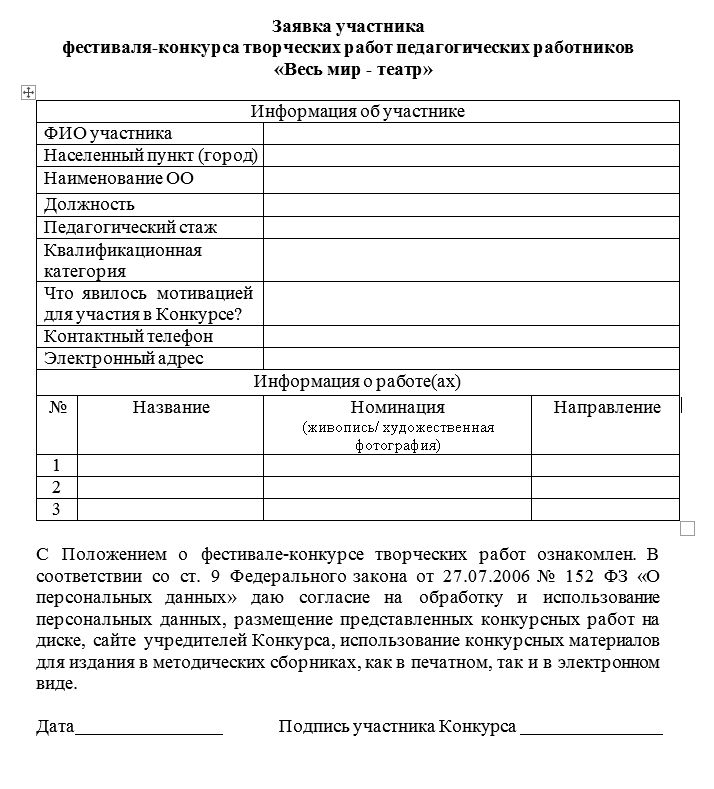 Заявка участника
фестиваля-конкурса творческих работ педагогических работников
«Весь мир - театр»
Информация об участнике
ФИО участника
Населенный пункт (город)
Наименование ОО
Должность
Педагогический стаж
Квалификационная
категория
Что явилось мотивацией
для участия в Конкурсе?
Контактный телефон
Электронный адрес
Информация о работе(ах)
№ Название Номинация Направление
(живопись/ художественная
фотография)
1
2
3
С Положением о фестивале-конкурсе творческих работ ознакомлен. В
соответствии со ст. 9 Федерального закона от 27.07.2006 № 152 ФЗ «О
персональных данных» даю согласие на обработку и использование
персональных данных, размещение представленных конкурсных работ на
диске, сайте учредителей Конкурса, использование конкурсных материалов
для издания в методических сборниках, как в печатном, так и в электронном
виде.
Дата_________________ Подпись участника Конкурса ________________